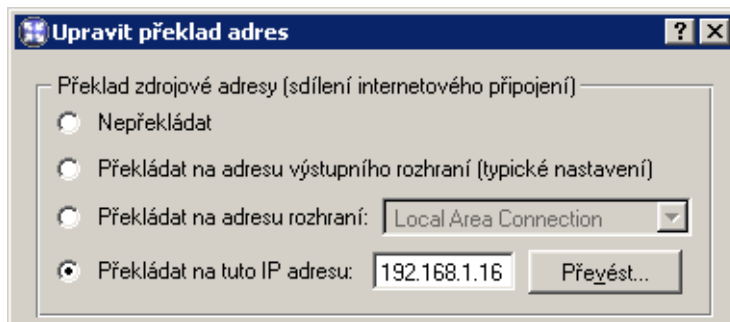 Upravit překlad adres
Překlad zdrojové adresy (sdílení internetového připojení)
Nepřekládat
Překládat na adresu výstupního rozhraní (typické nastavení)
Překládat na adresu rozhraní: Local Area Connection
Překládat na tuto IP adresu: 192.168.1.16 Převést...